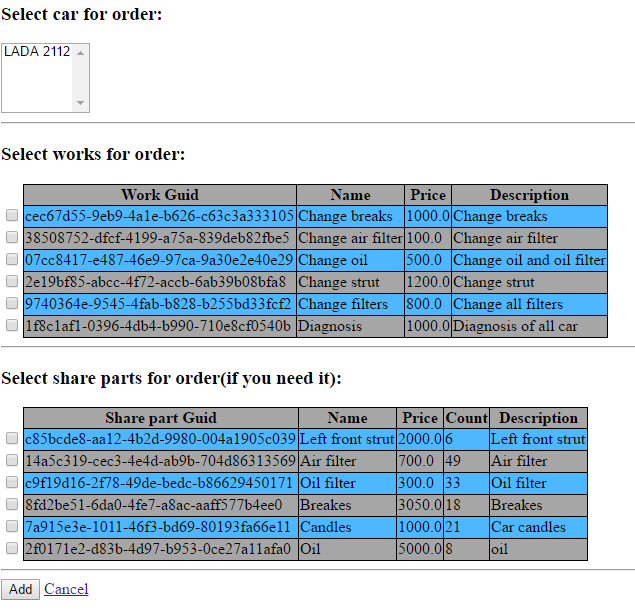 Select car for order:
LADA 2112
Select works for order:
Work Guid Name Price Description
cec67d55-9eb9-4a1e-b626-c63c3a333105 Change breaks 1000.0 Change breaks
38508752-dfcf-4199-a75a-839deb82fbe5 Change air filter 100.0 Change air filter
07cc8417-e487-46e9-97ca-9a30e2e40e29 Change oil 500.0 Change oil and oil filter
2e19bf85-abcc-4f72-accb-6ab39b08bfa8 Change strut 1200.0 Change strut
9740364e-9545-4fab-b828-b255bd33fcf2 Change filters 800.0 Change all filters
1f8c1af1-0396-4db4-b990-710e8cf0540b Diagnosis 1000.0 Diagnosis of all car
Select share parts for order(if you need it):
Share part Guid Name Price Count Description
c85bcde8-aa12-4b2d-9980-004a1905c039 Left front strut 2000.0 6 Left front strut
14a5c319-cec3-4e4d-ab9b-704d86313569 Air filter 700.0 49 Air filter
c9f19d16-2f78-49de-bedc-b86629450171 Oil filter 300.0 33 Oil filter
8fd2be51-6da0-4fe7-a8ac-aaff577b4ee0 Breakes 3050.0 18 Breakes
7a915e3e-1011-46f3-bd69-80193fa66e11 Candles 1000.0 21 Car candles
2f0171e2-d83b-4d97-b953-0ce27a11afa0 Oil 5000.0 8 oil
Add Cancel